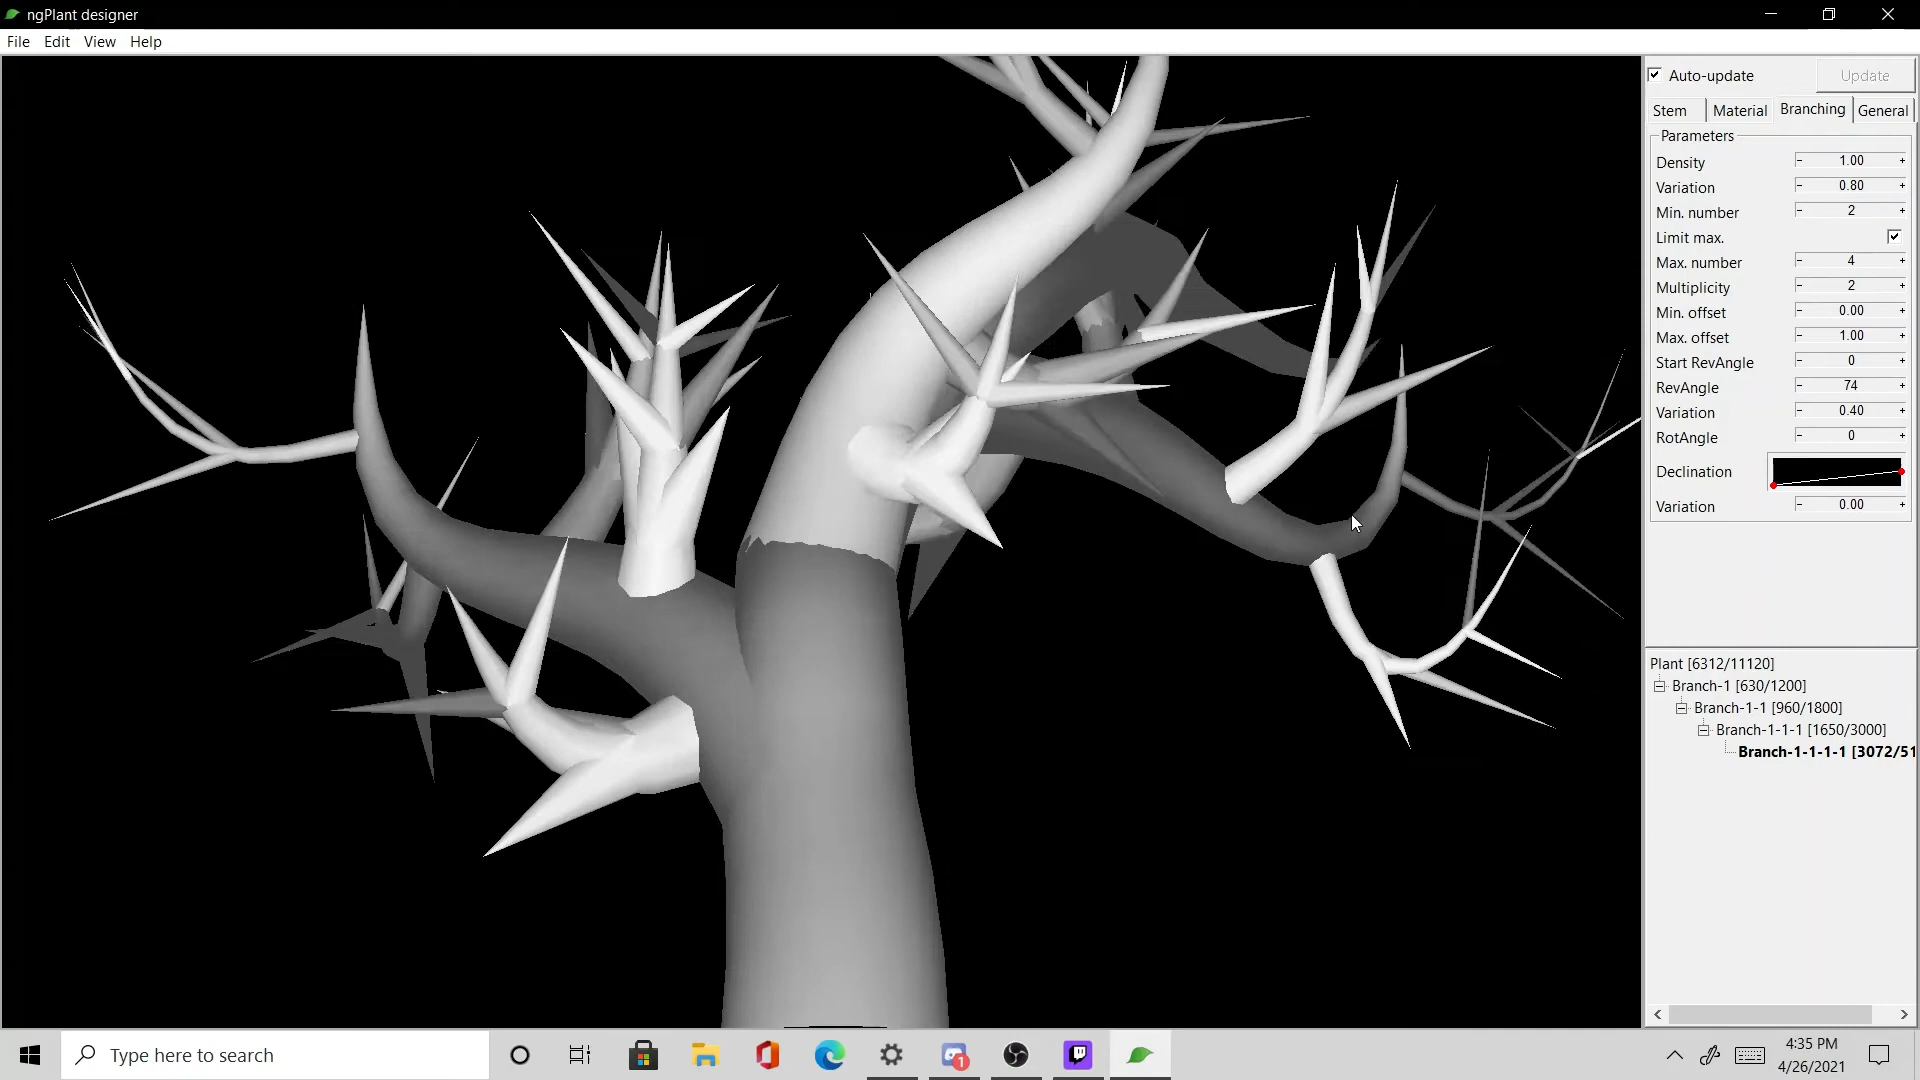 ngPlant designer
File Edit View Help
Auto-update Update
Stem Material Branching General
Parameters
Density - 1.00 +
Variation - 0.80 +
Min. number - 2 +
Limit max.
Max. number - 4 +
Multiplicity - 2 +
Min. offset - 0.00 +
Max. offset - 1.00 +
Start RevAngle - 0 +
RevAngle - 74 +
Variation - 0.40 +
RotAngle - 0 +
Declination
Variation - 0.00 +
Plant [6312/11120]
Branch-1 [630/1200]
Branch-1-1 [960/1800]
Branch-1-1-1 [1650/3000]
Branch-1-1-1-1 [3072/51
Type here to search
1
4:35 PM
4/26/2021